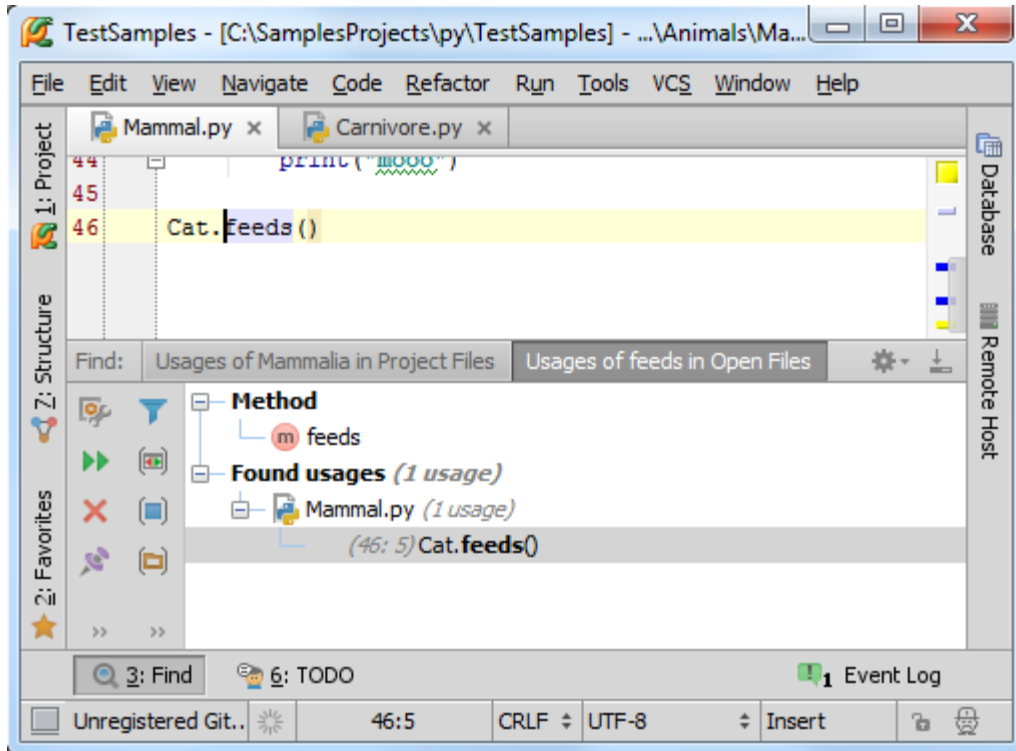 TestSamples - [C:\SamplesProjects\py\TestSamples] - ...\Animals\Ma...
File Edit View Navigate Code Refactor Run Tools VCS Window Help
1: Project
7: Structure
2: Favorites
Mammal.py Carnivore.py
44 print("mooo")
45
46 Cat.feeds()
Database
Remote Host
Find: Usages of Mammalia in Project Files Usages of feeds in Open Files
Method
m feeds
Found usages (1 usage)
Mammal.py (1 usage)
(46: 5) Cat.feeds()
3: Find 6: TODO 1 Event Log
Unregistered Git.. 46:5 CRLF UTF-8 Insert